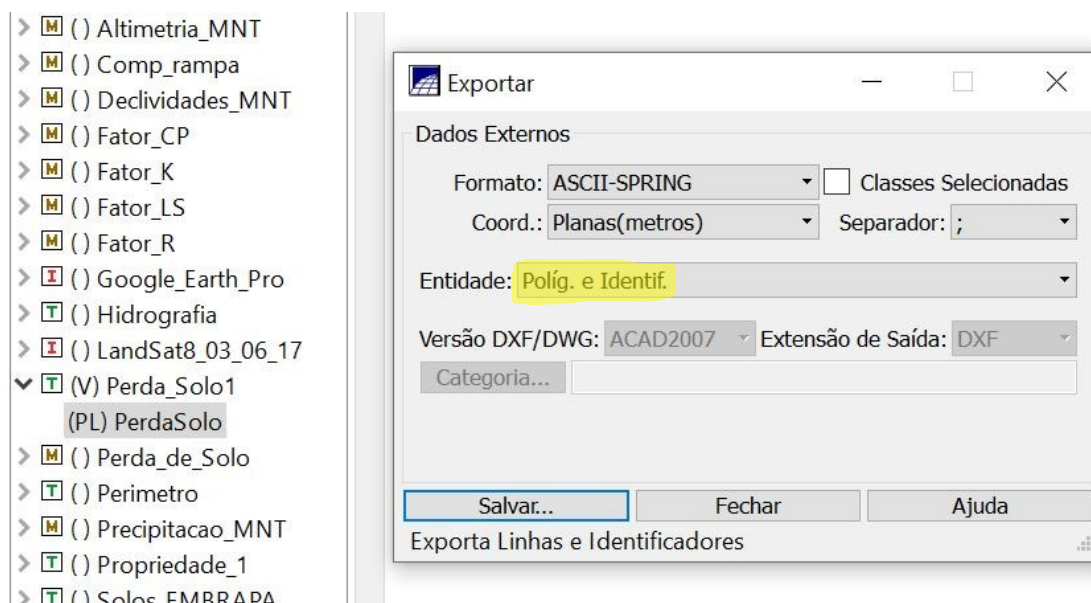 M ( ) Altimetria_MNT
M ( ) Comp_rampa
M ( ) Declividades_MNT
M ( ) Fator_CP
M ( ) Fator_K
M ( ) Fator_LS
M ( ) Fator_R
I ( ) Google_Earth_Pro
T ( ) Hidrografia
I ( ) LandSat8_03_06_17
T (V) Perda_Solo1
(PL) PerdaSolo
M ( ) Perda_de_Solo
T ( ) Perimetro
M ( ) Precipitacao_MNT
T ( ) Propriedade_1
T ( ) Solos_EMBRAPA
Exportar
Dados Externos
Formato: ASCII-SPRING Classes Selecionadas
Coord.: Planas(metros) Separador: ;
Entidade: Políg. e Identif.
Versão DXF/DWG: ACAD2007 Extensão de Saída: DXF
Categoria...
Salvar... Fechar Ajuda
Exporta Linhas e Identificadores